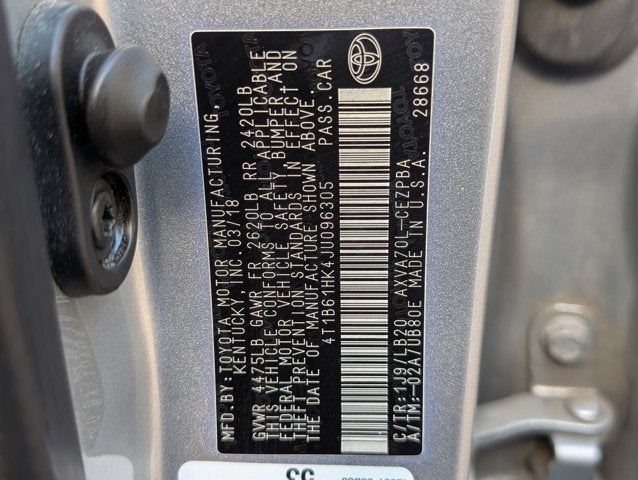 MFD.BY:TOYOTA MOTOR MANUFACTURING,
KENTUCKY, INC 03/18
GVWR 4475LB GAWR FR 2620LB RR 2420LB
THIS VEHICLE CONFORMS TO ALL APPLICABLE
FEDERAL MOTOR VEHICLE SAFETY, BUMPER, AND
THEFT PREVENTION STANDARDS IN EFFECT ON
THE DATE OF MANUFACTURE SHOWN ABOVE.
4T1B61HK4JU096305 PASS. CAR
C/TR:1J9/LB20 AXVA70L-CEZPBA
A/TM:-02A/UB80E MADE IN U.S.A. 28668
TOYOTA